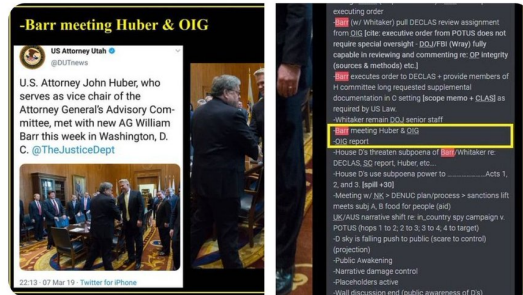 -Barr meeting Huber & OIG
US Attorney Utah
@DUTnews
U.S. Attorney John Huber, who
serves as vice chair of the
Attorney General's Advisory Com-
mittee, met with new AG William
Barr this week in Washington, D.
C. @TheJusticeDept
22:13 · 07 Mar 19 · Twitter for iPhone
executing order
-Barr (w/ Whitaker) pull DECLAS review assignment
from OIG [cite: executive order from POTUS does not
require special oversight - DOJ/FBI (Wray) fully
capable in reviewing and commenting re: OP integrity
(sources & methods) etc.]
-Barr executes order to DECLAS + provide members of
H committee long requested supplemental
documentation in C setting [scope memo + CLAS] as
required by US Law.
-Whitaker remain DOJ senior staff
-Barr meeting Huber & OIG
-OIG report
-House D's threaten subpoena of Barr/Whitaker re:
DECLAS, SC report, Huber, etc...
-House D's use subpoena power to ...................Acts 1,
2, and 3. [spill +30]
-Meeting w/ NK > DENUC plan/process > sanctions lift
meets subj A, B food for people (aid)
UK/AUS narrative shift re: in_country spy campaign v.
POTUS (hops 1 to 2; 2 to 3; 3 to 4; 4 to target)
-D sky is falling push to public (scare to control)
(projection)
-Public Awakening
-Narrative damage control
-Placeholders active
-Wall discussion end (public awareness of D's)